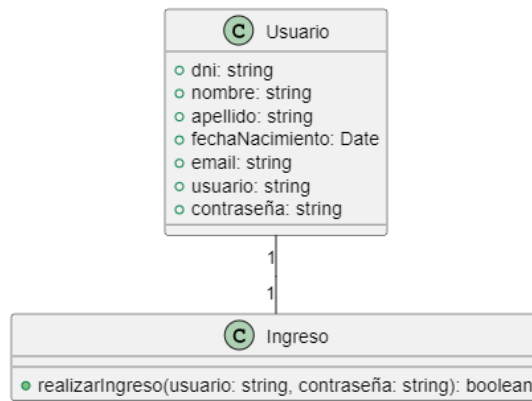 C Usuario
dni: string
nombre: string
apellido: string
fechaNacimiento: Date
email: string
usuario: string
contraseña: string
1
1
C Ingreso
realizarIngreso(usuario: string, contraseña: string): boolean